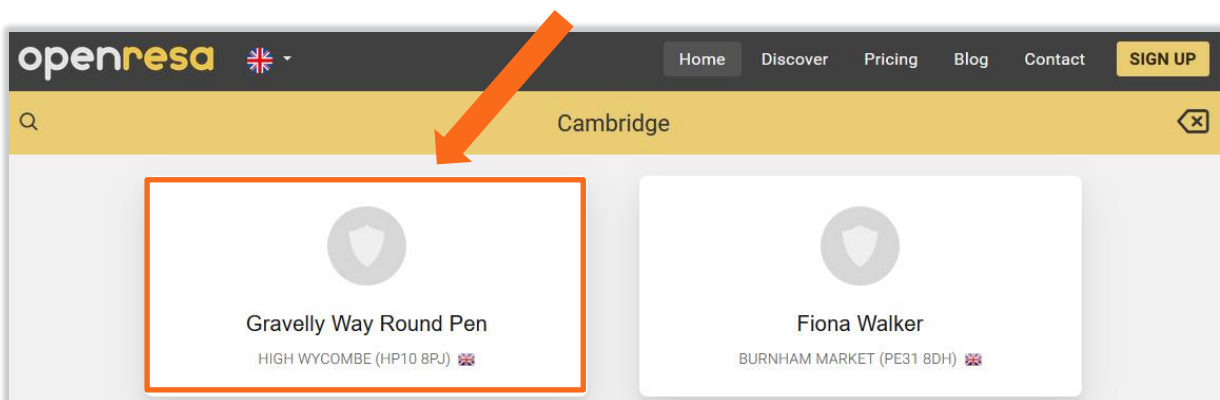 openresa Home Discover Pricing Blog Contact SIGN UP
Cambridge
Gravelly Way Round Pen
HIGH WYCOMBE (HP10 8PJ)
Fiona Walker
BURNHAM MARKET (PE31 8DH)